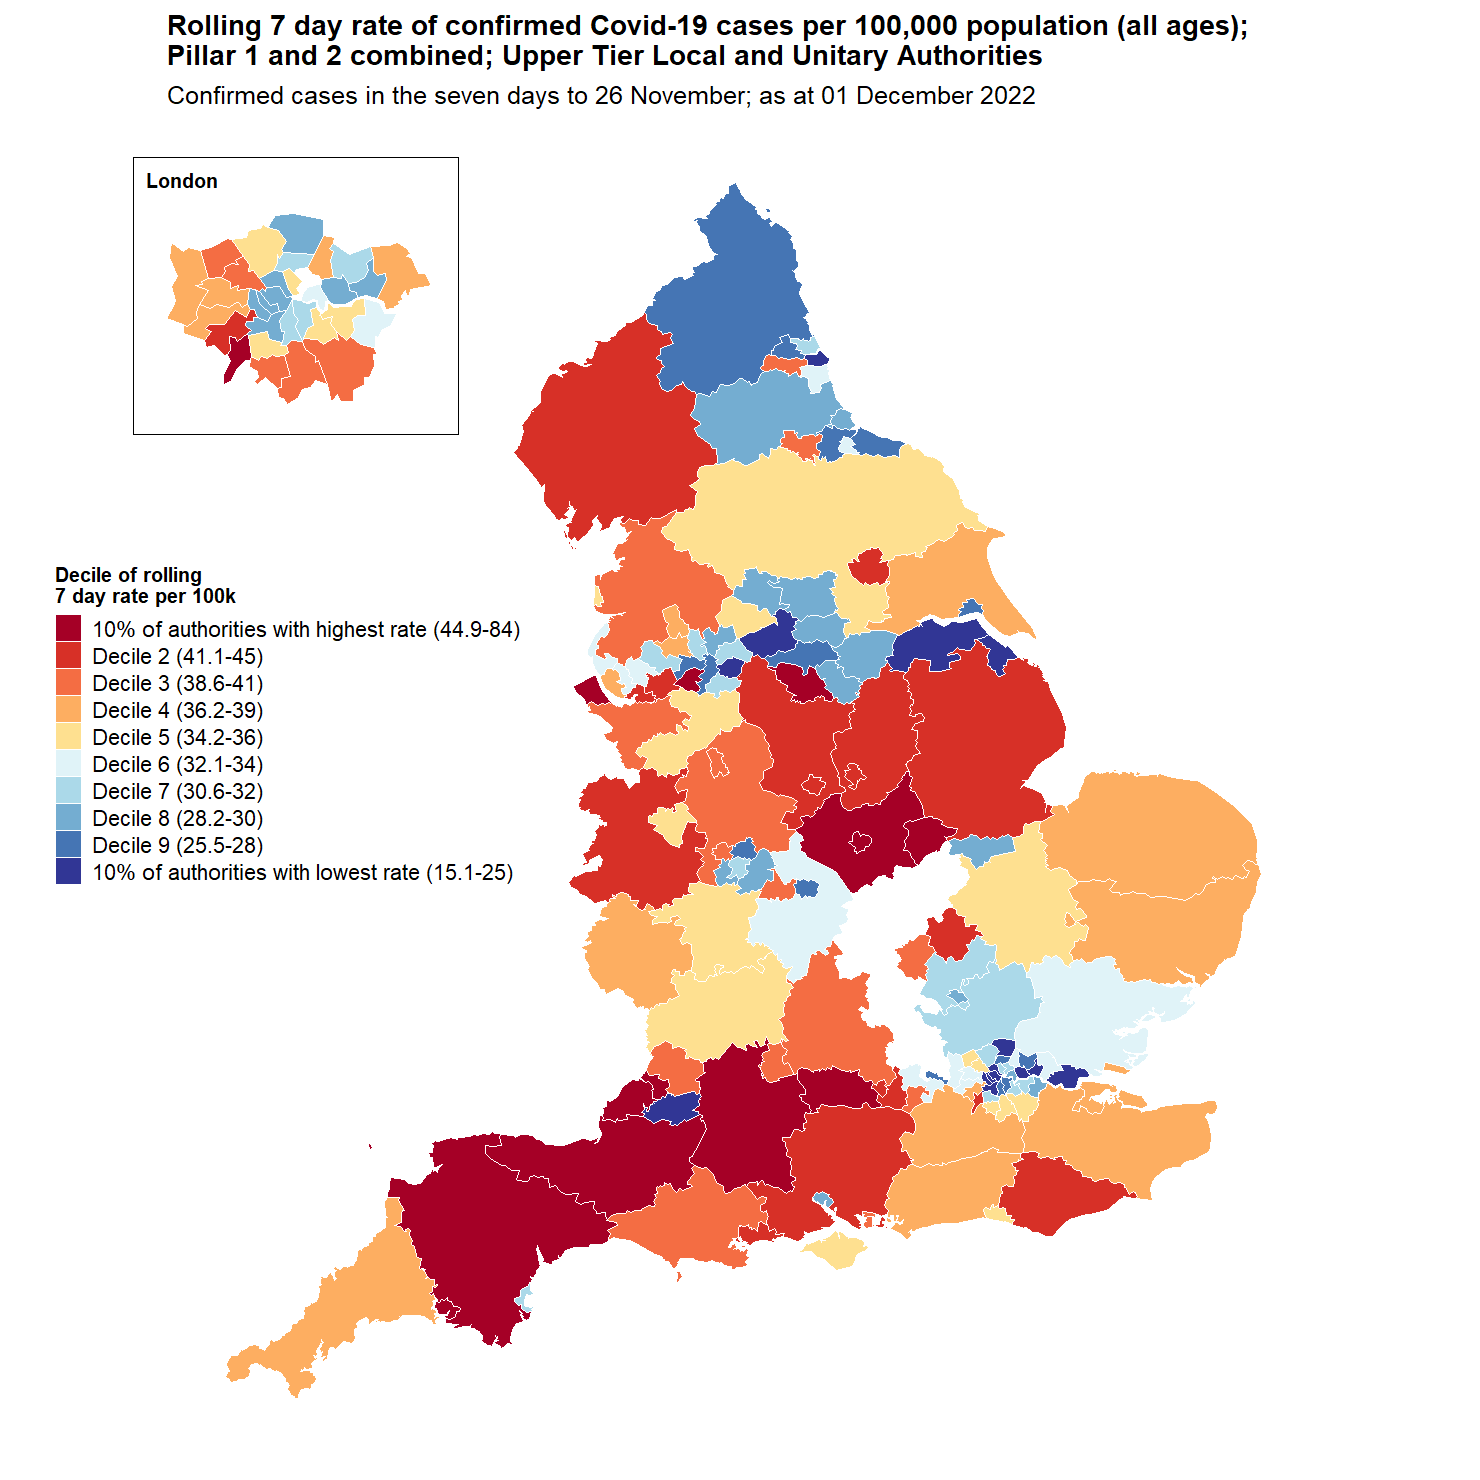 Rolling 7 day rate of confirmed Covid-19 cases per 100,000 population (all ages);
Pillar 1 and 2 combined; Upper Tier Local and Unitary Authorities
Confirmed cases in the seven days to 26 November; as at 01 December 2022
London
Decile of rolling
7 day rate per 100k
10% of authorities with highest rate (44.9-84)
Decile 2 (41.1-45)
Decile 3 (38.6-41)
Decile 4 (36.2-39)
Decile 5 (34.2-36)
Decile 6 (32.1-34)
Decile 7 (30.6-32)
Decile 8 (28.2-30)
Decile 9 (25.5-28)
10% of authorities with lowest rate (15.1-25)